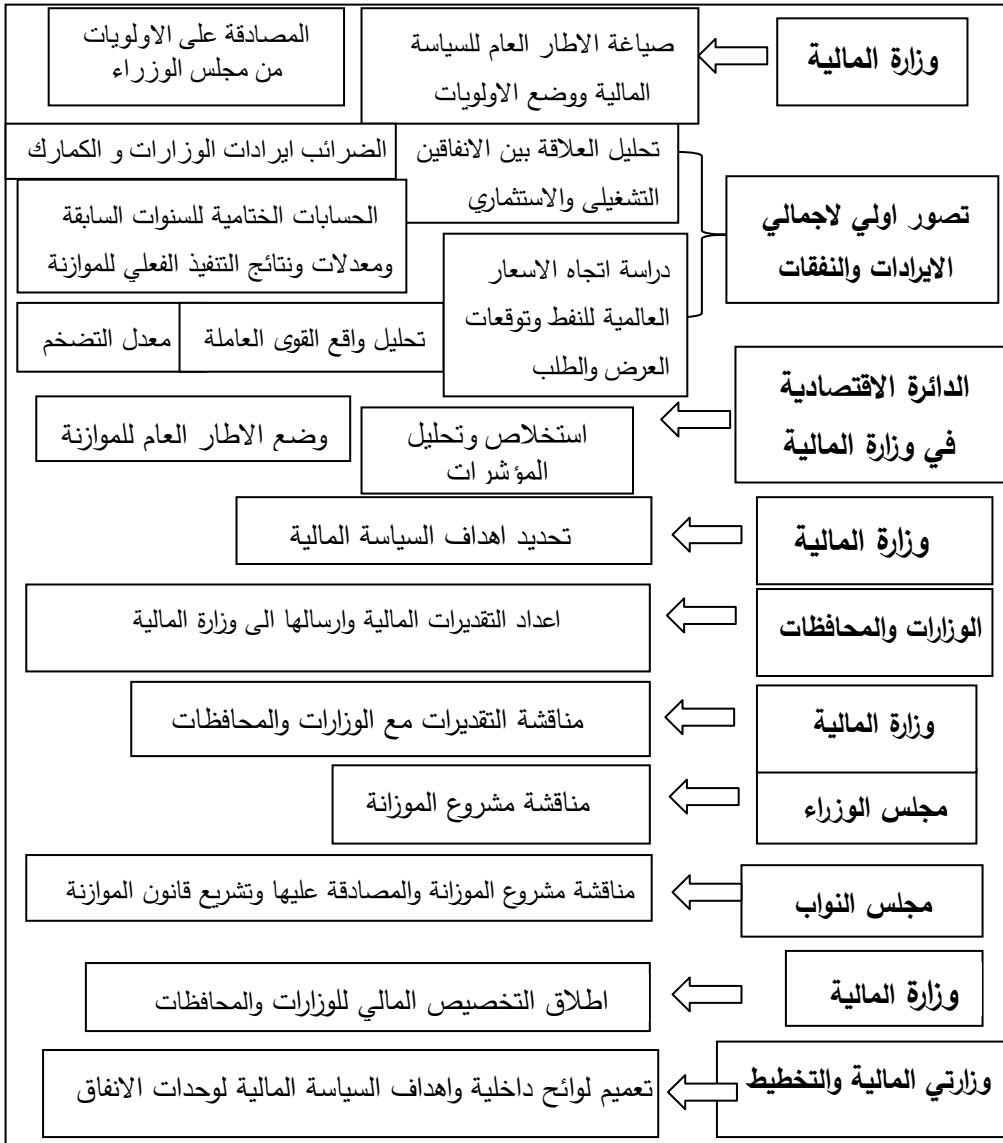 وزارة المالية
صياغة الاطار العام للسياسة
المالية ووضع الاولويات
المصادقة على الاولويات
من مجلس الوزراء
تصور اولي لاجمالي
الايرادات والنفقات
تحليل العلاقة بين الانفاقين
التشغيلى والاستثماري
الضرائب ايرادات الوزارات و الكمارك
الحسابات الختامية للسنوات السابقة
ومعدلات ونتائج التنفيذ الفعلي للموازنة
دراسة اتجاه الاسعار
العالمية للنفط وتوقعات
العرض والطلب
تحليل واقع القوى العاملة
معدل التضخم
الدائرة الاقتصادية
في وزارة المالية
استخلاص وتحليل
المؤشرات
وضع الاطار العام للموازنة
وزارة المالية
تحديد اهداف السياسة المالية
الوزارات والمحافظات
اعداد التقديرات المالية وارسالها الى وزارة المالية
وزارة المالية
مناقشة التقديرات مع الوزارات والمحافظات
مجلس الوزراء
مناقشة مشروع الموزانة
مجلس النواب
مناقشة مشروع الموزانة والمصادقة عليها وتشريع قانون الموازنة
وزارة المالية
اطلاق التخصيص المالي للوزارات والمحافظات
وزارتي المالية والتخطيط
تعميم لوائح داخلية واهداف السياسة المالية لوحدات الانفاق